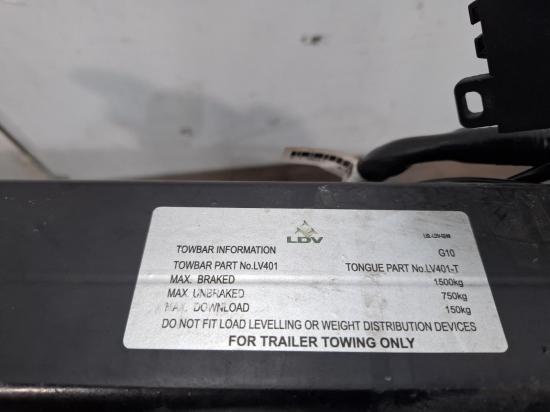 LDV
TOWBAR INFORMATION G10
TOWBAR PART No.LV401 TONGUE PART No.LV401-T
MAX. BRAKED 1500kg
MAX. UNBRAKED 750kg
MAX. DOWNLOAD 150kg
DO NOT FIT LOAD LEVELLING OR WEIGHT DISTRIBUTION DEVICES
FOR TRAILER TOWING ONLY